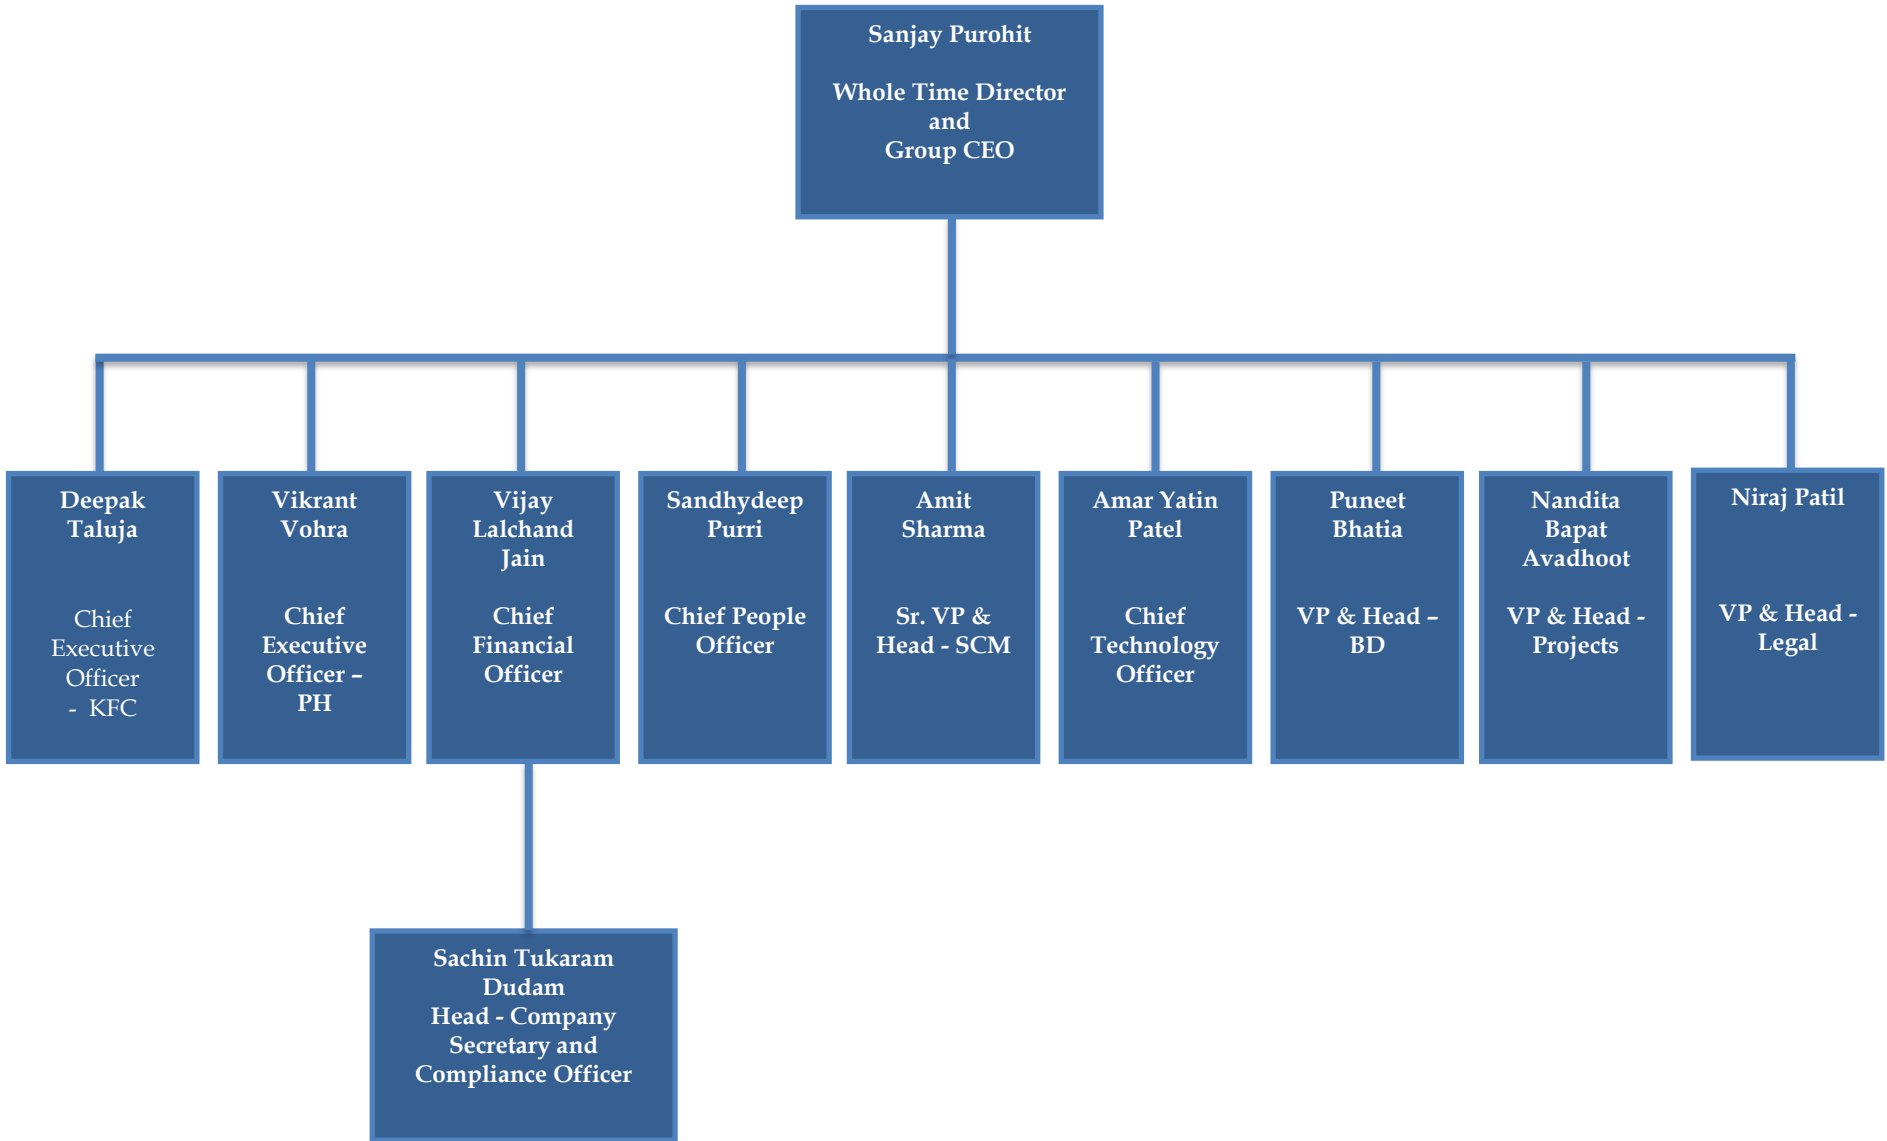 Sanjay Purohit
Whole Time Director
and
Group CEO
Deepak
Taluja
Chief
Executive
Officer
- KFC
Vikrant
Vohra
Chief
Executive
Officer –
PH
Vijay
Lalchand
Jain
Chief
Financial
Officer
Sandhydeep
Purri
Chief People
Officer
Amit
Sharma
Sr. VP &
Head - SCM
Amar Yatin
Patel
Chief
Technology
Officer
Puneet
Bhatia
VP & Head –
BD
Nandita
Bapat
Avadhoot
VP & Head -
Projects
Niraj Patil
VP & Head -
Legal
Sachin Tukaram
Dudam
Head - Company
Secretary and
Compliance Officer